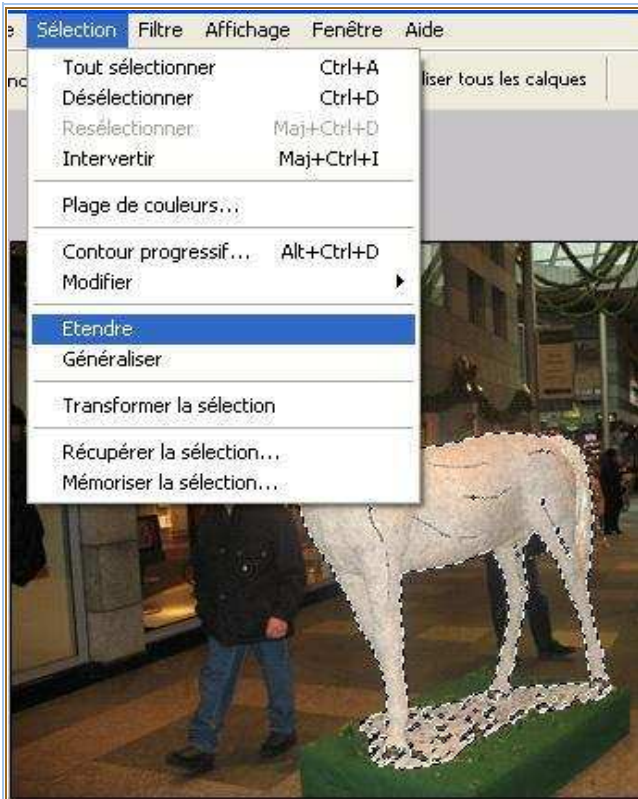 Sélection Filtre Affichage Fenêtre Aide
Tout sélectionner Ctrl+A
Désélectionner Ctrl+D
liser tous les calques
Resélectionner Maj+Ctrl+D
Intervertir Maj+Ctrl+I
Plage de couleurs...
Contour progressif... Alt+Ctrl+D
Modifier
Etendre
Généraliser
Transformer la sélection
Récupérer la sélection...
Mémoriser la sélection...